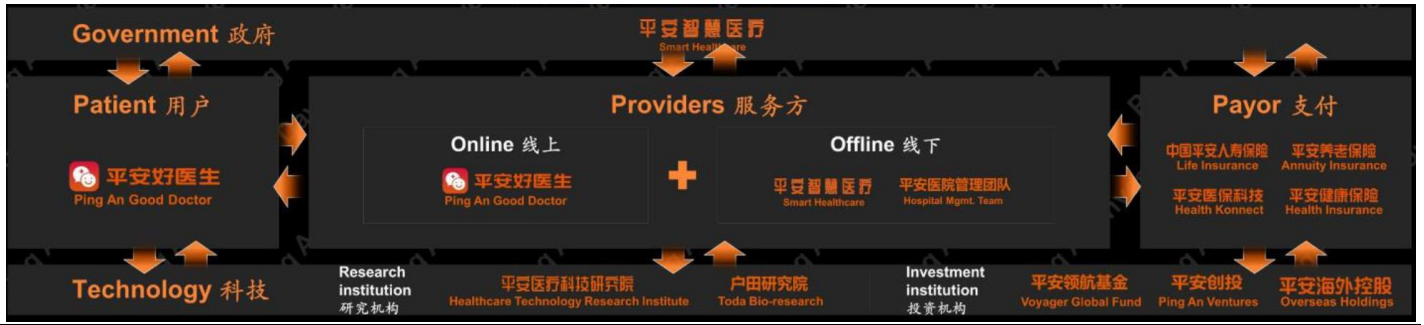 Government 政府
平安智慧医疗
Smart Healthcare
Patient 用户
平安好医生
Ping An Good Doctor
Providers 服务方
Online 线上
平安好医生
Ping An Good Doctor
Offline 线下
平安智慧医疗
Smart Healthcare
平安医院管理团队
Hospital Mgmt. Team
Payor 支付
中国平安人寿保险
Life Insurance
平安养老保险
Annuity Insurance
平安医保科技
Health Konnect
平安健康保险
Health Insurance
Technology 科技
Research
institution
研究机构
平安医疗科技研究院
Healthcare Technology Research Institute
户田研究院
Toda Bio-research
Investment
institution
投资机构
平安领航基金
Voyager Global Fund
平安创投
Ping An Ventures
平安海外控股
Overseas Holdings